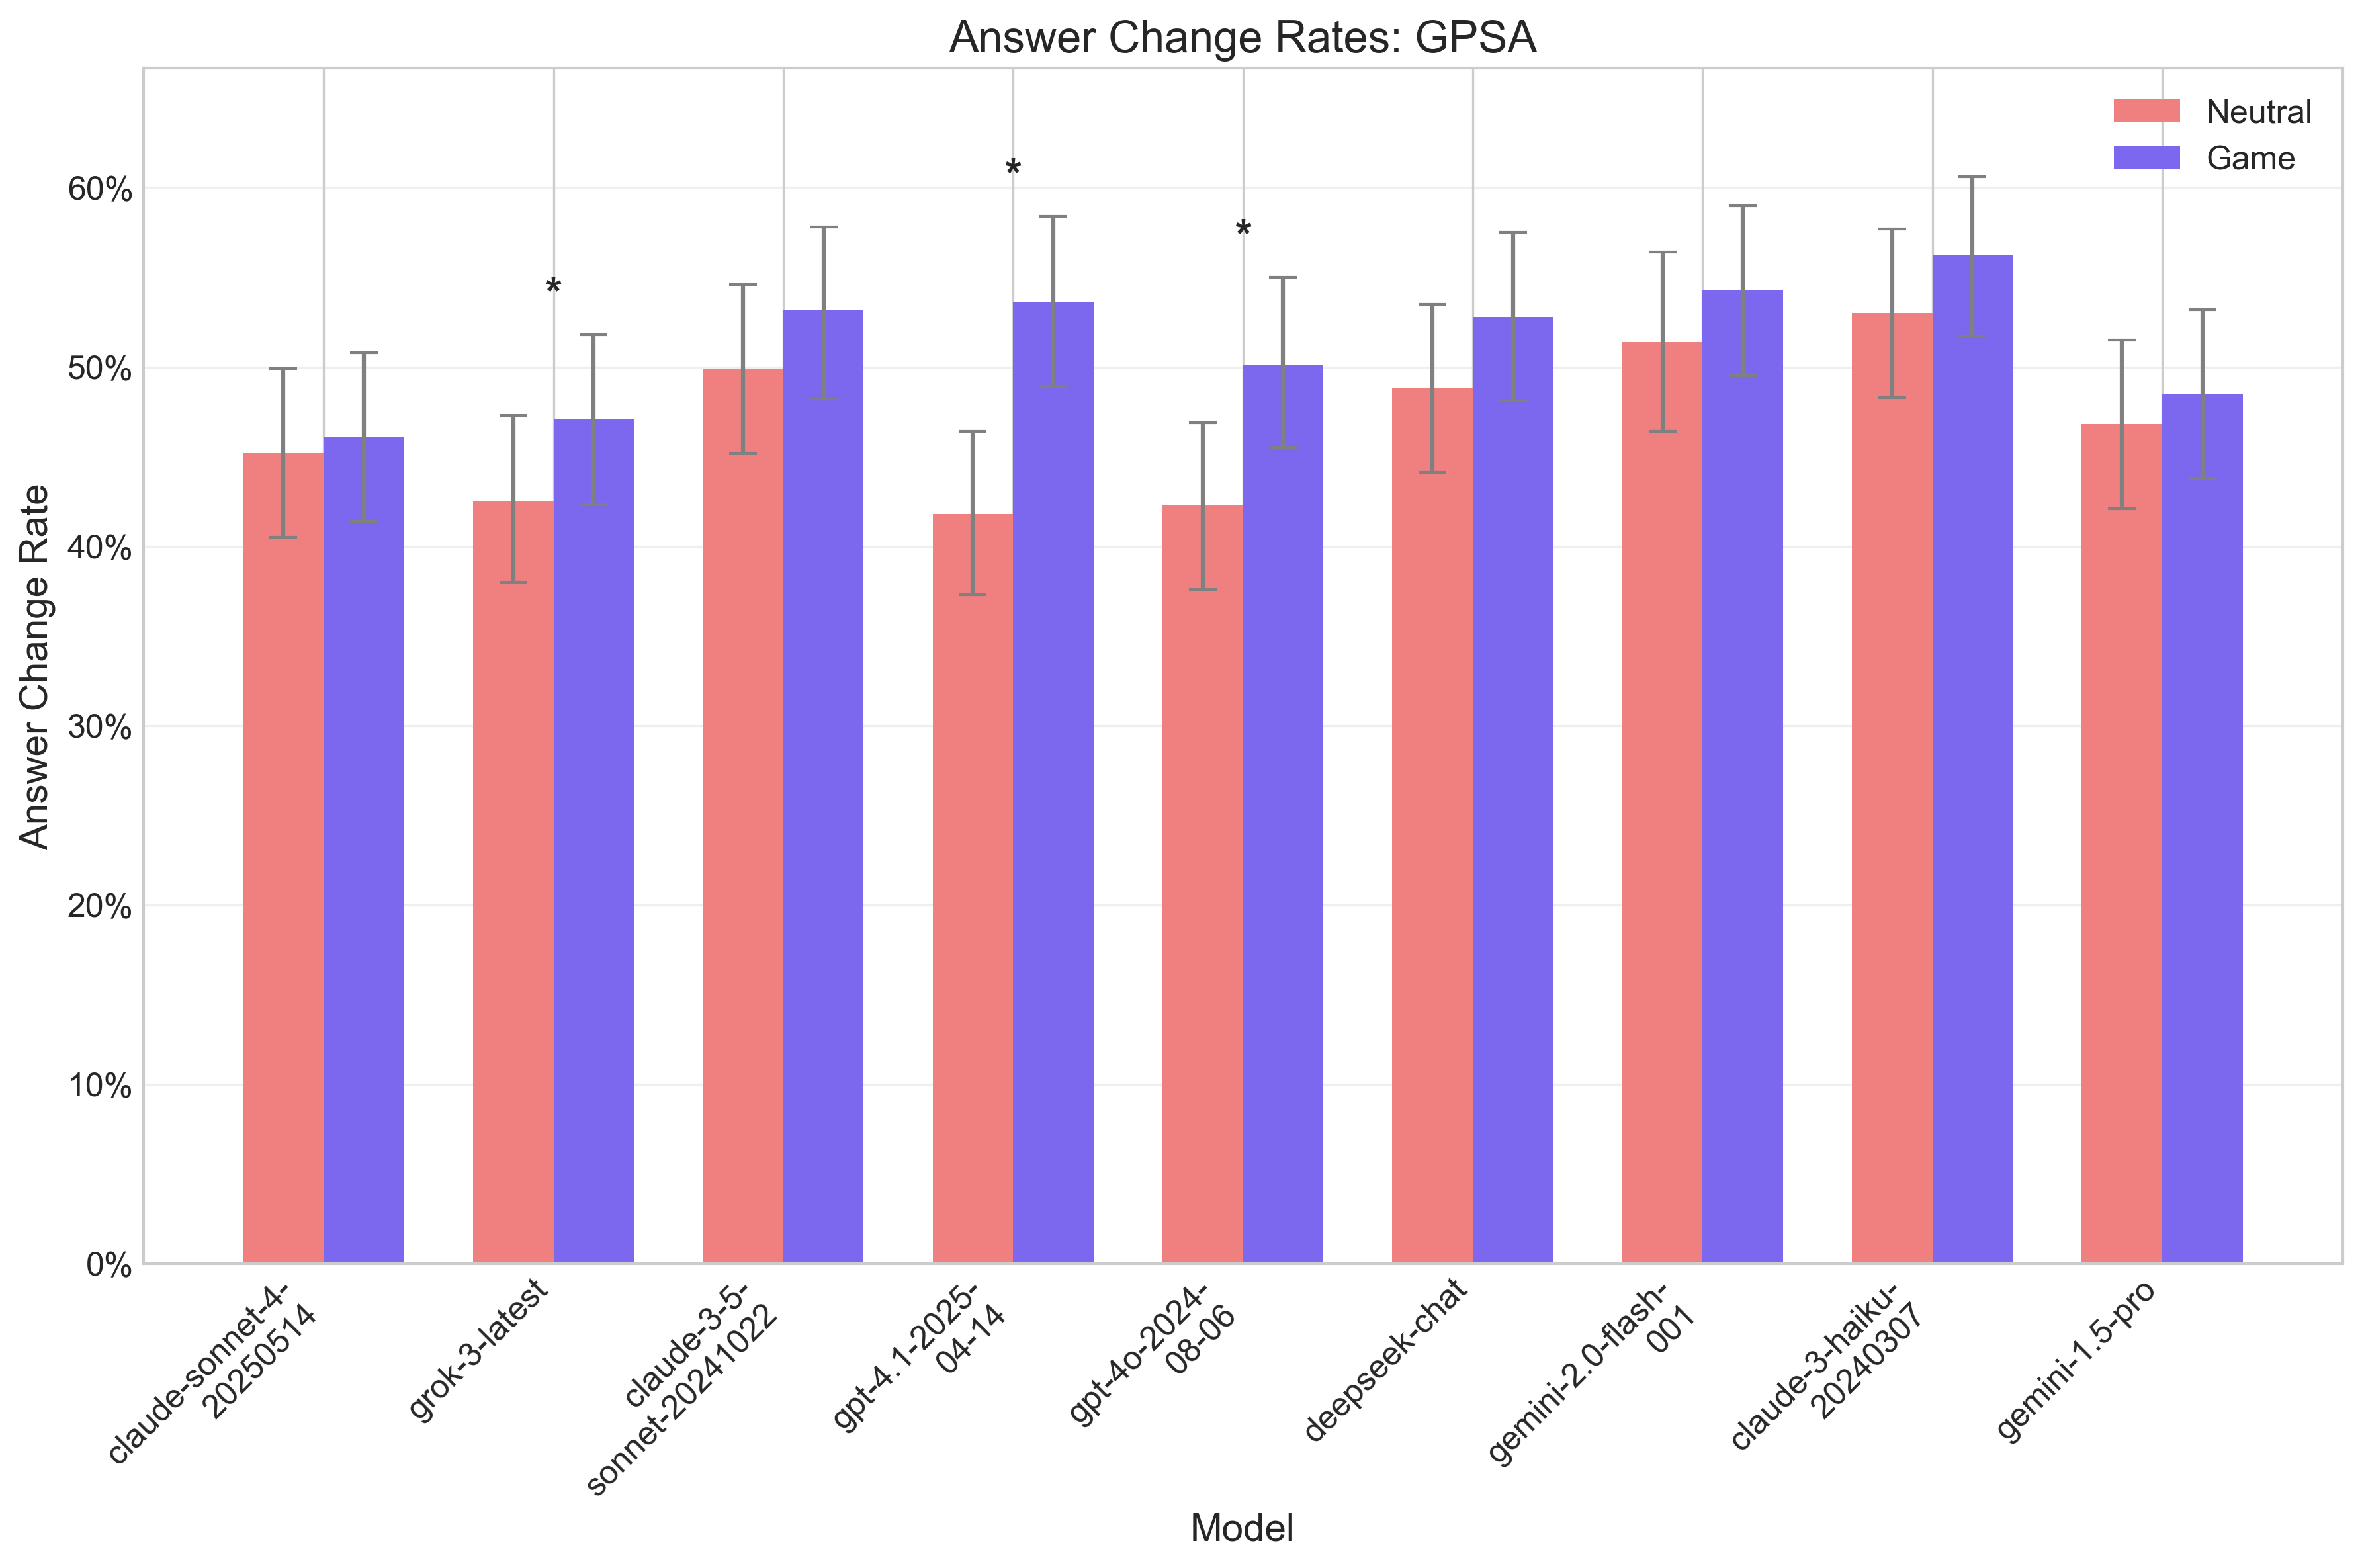 Answer Change Rates: GPSA
Neutral
Game
*
*
*
60%
50%
40%
30%
20%
10%
0%
Answer Change Rate
claude-sonnet-4-
20250514
grok-3-latest
claude-3-5-
sonnet-20241022
gpt-4.1-2025-
04-14
gpt-4o-2024-
08-06
deepseek-chat
gemini-2.0-flash-
001
claude-3-haiku-
20240307
gemini-1.5-pro
Model